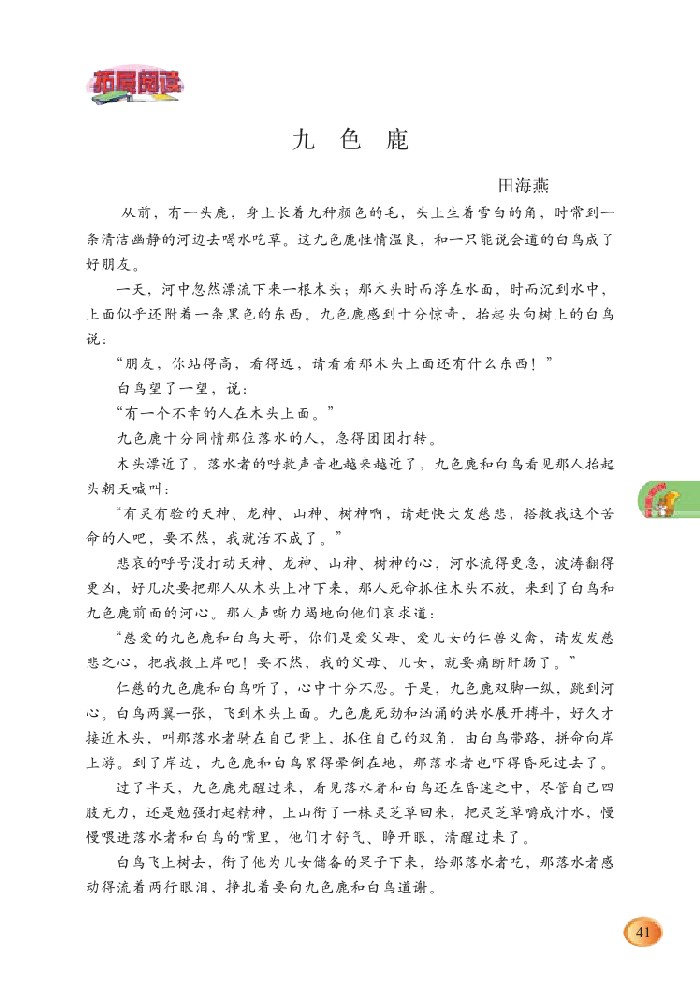 拓展阅读
九色鹿
田海燕
从前，有一头鹿，身上长着九种颜色的毛，头上生着雪白的角，时常到一
条清洁幽静的河边去喝水吃草。这九色鹿性情温良，和一只能说会道的白鸟成了
好朋友。
一天，河中忽然漂流下来一根木头；那木头时而浮在水面，时而沉到水中，
上面似乎还附着一条黑色的东西。九色鹿感到十分惊奇，抬起头向树上的白鸟
说：
“朋友，你站得高，看得远，请看看那木头上面还有什么东西！”
白鸟望了一望，说：
“有一个不幸的人在木头上面。”
九色鹿十分同情那位落水的人，急得团团打转。
木头漂近了，落水者的呼救声音也越来越近了，九色鹿和白鸟看见那人抬起
头朝天喊叫：
“有灵有验的天神、龙神、山神、树神啊，请赶快大发慈悲，搭救我这个苦
命的人吧，要不然，我就活不成了。”
悲哀的呼号没打动天神、龙神、山神、树神的心，河水流得更急，波涛翻得
更凶，好几次要把那人从木头上冲下来，那人死命抓住木头不放，来到了白鸟和
九色鹿前面的河心。那人声嘶力竭地向他们哀求道：
“慈爱的九色鹿和白鸟大哥，你们是爱父母、爱儿女的仁兽义禽，请发发慈
悲之心，把我救上岸吧！要不然，我的父母、儿女，就要痛断肝肠了。”
仁慈的九色鹿和白鸟听了，心中十分不忍。于是，九色鹿双脚一纵，跳到河
心。白鸟两翼一张，飞到木头上面。九色鹿死劲和汹涌的洪水展开搏斗，好久才
接近木头，叫那落水者骑在自己背上，抓住自己的双角，由白鸟带路，拼命向岸
上游。到了岸边，九色鹿和白鸟累得晕倒在地，那落水者也吓得昏死过去了。
过了半天，九色鹿先醒过来，看见落水者和白鸟还在昏迷之中，尽管自己四
肢无力，还是勉强打起精神，上山衔了一株灵芝草回来，把灵芝草嚼成汁水，慢
慢喂进落水者和白鸟的嘴里，他们才舒气、睁开眼，清醒过来了。
白鸟飞上树去，衔了他为儿女储备的果子下来，给那落水者吃，那落水者感
动得流着两行眼泪，挣扎着要向九色鹿和白鸟道谢。
41